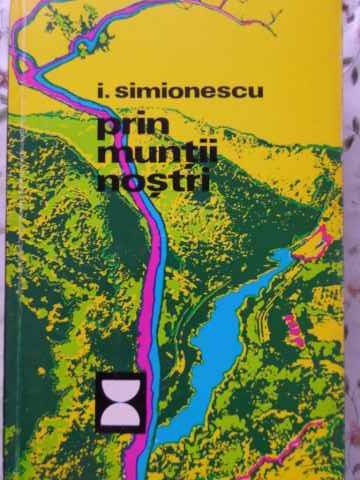 i. simionescu
prin
munții
noștri